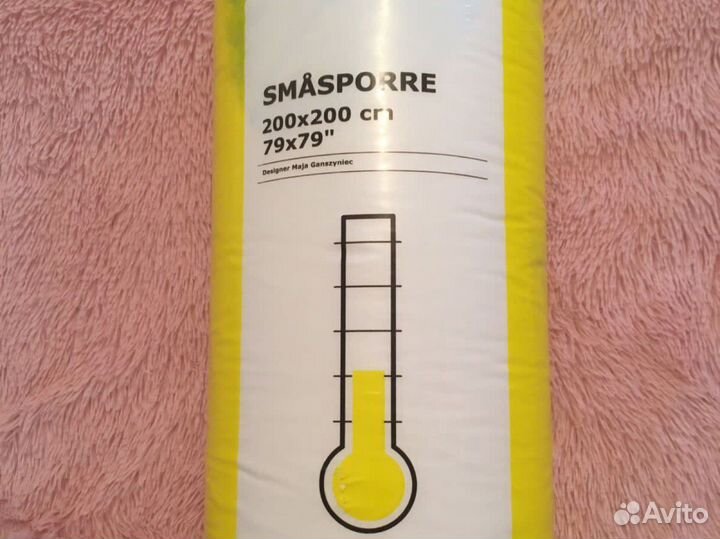 SMÅSPORRE
200x200 cm
79x79"
Designer Maja Ganszyniec
Avito